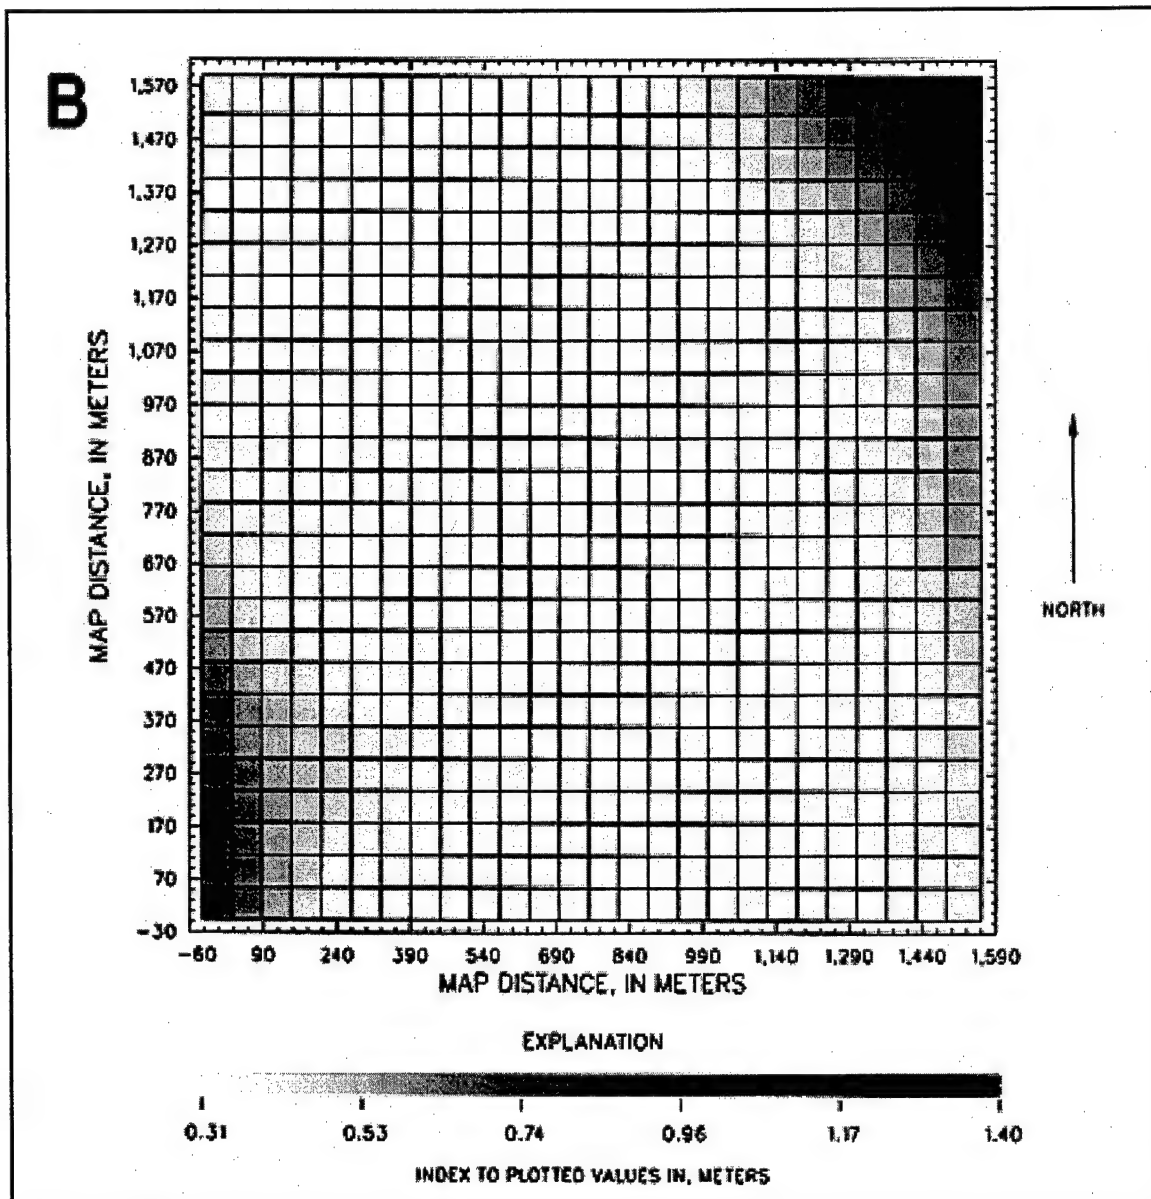 B
1,570
1,470
1,370
1,270
1,170
1,070
970
870
770
670
570
470
370
270
170
70
-30
MAP DISTANCE, IN METERS
-60 90 240 390 540 690 840 990 1,140 1,290 1,440 1,590
MAP DISTANCE, IN METERS
NORTH
EXPLANATION
0.31 0.53 0.74 0.96 1.17 1.40
INDEX TO PLOTTED VALUES IN, METERS